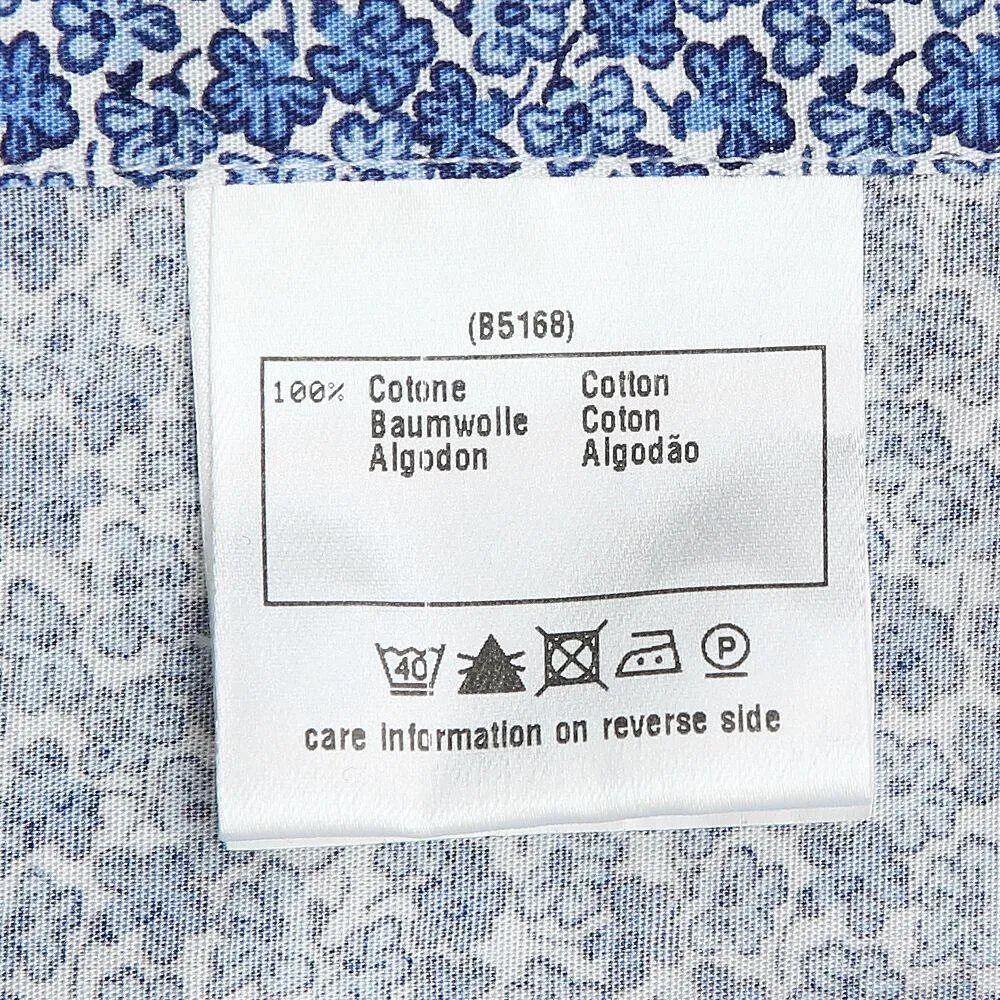 (B5168)
100% Cotone Cotton
Baumwolle Coton
Algodon Algodão
40 P
care information on reverse side